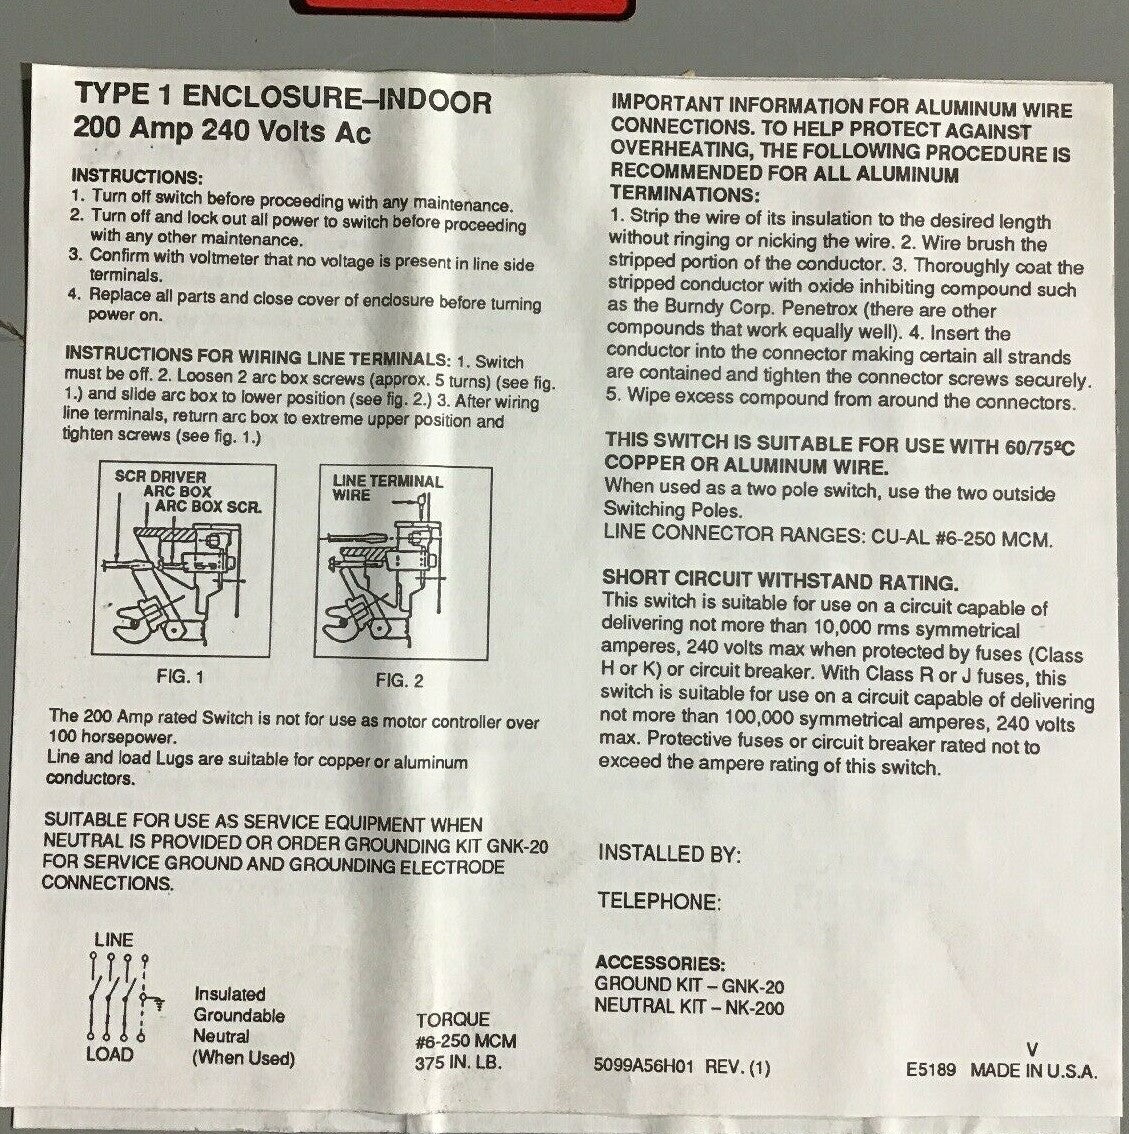 TYPE 1 ENCLOSURE–INDOOR
200 Amp 240 Volts Ac
INSTRUCTIONS:
1. Turn off switch before proceeding with any maintenance.
2. Turn off and lock out all power to switch before proceeding
with any other maintenance.
3. Confirm with voltmeter that no voltage is present in line side
terminals.
4. Replace all parts and close cover of enclosure before turning
power on.
INSTRUCTIONS FOR WIRING LINE TERMINALS: 1. Switch
must be off. 2. Loosen 2 arc box screws (approx. 5 turns) (see fig.
1.) and slide arc box to lower position (see fig. 2.) 3. After wiring
line terminals, return arc box to extreme upper position and
tighten screws (see fig. 1.)
SCR DRIVER
ARC BOX
ARC BOX SCR.
FIG. 1
LINE TERMINAL
WIRE
FIG. 2
The 200 Amp rated Switch is not for use as motor controller over
100 horsepower.
Line and load Lugs are suitable for copper or aluminum
conductors.
SUITABLE FOR USE AS SERVICE EQUIPMENT WHEN
NEUTRAL IS PROVIDED OR ORDER GROUNDING KIT GNK-20
FOR SERVICE GROUND AND GROUNDING ELECTRODE
CONNECTIONS.
LINE
LOAD
Insulated
Groundable
Neutral
(When Used)
TORQUE
#6-250 MCM
375 IN. LB.
IMPORTANT INFORMATION FOR ALUMINUM WIRE
CONNECTIONS. TO HELP PROTECT AGAINST
OVERHEATING, THE FOLLOWING PROCEDURE IS
RECOMMENDED FOR ALL ALUMINUM
TERMINATIONS:
1. Strip the wire of its insulation to the desired length
without ringing or nicking the wire. 2. Wire brush the
stripped portion of the conductor. 3. Thoroughly coat the
stripped conductor with oxide inhibiting compound such
as the Burndy Corp. Penetrox (there are other
compounds that work equally well). 4. Insert the
conductor into the connector making certain all strands
are contained and tighten the connector screws securely.
5. Wipe excess compound from around the connectors.
THIS SWITCH IS SUITABLE FOR USE WITH 60/75ºC
COPPER OR ALUMINUM WIRE.
When used as a two pole switch, use the two outside
Switching Poles.
LINE CONNECTOR RANGES: CU-AL #6-250 MCM.
SHORT CIRCUIT WITHSTAND RATING.
This switch is suitable for use on a circuit capable of
delivering not more than 10,000 rms symmetrical
amperes, 240 volts max when protected by fuses (Class
H or K) or circuit breaker. With Class R or J fuses, this
switch is suitable for use on a circuit capable of delivering
not more than 100,000 symmetrical amperes, 240 volts
max. Protective fuses or circuit breaker rated not to
exceed the ampere rating of this switch.
INSTALLED BY:
TELEPHONE:
ACCESSORIES:
GROUND KIT – GNK-20
NEUTRAL KIT – NK-200
5099A56H01 REV. (1)
V
E5189 MADE IN U.S.A.